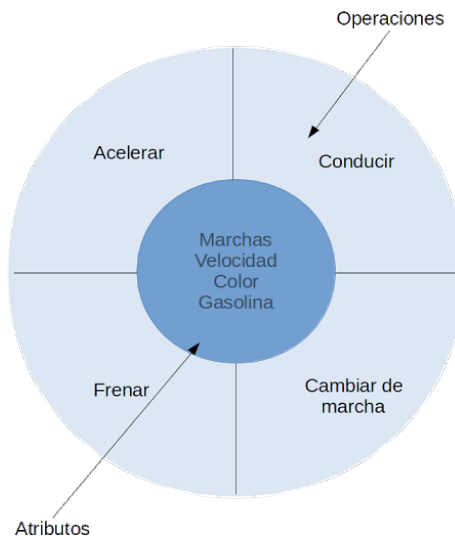 Operaciones
Acelerar
Conducir
Marchas
Velocidad
Color
Gasolina
Frenar
Cambiar de
marcha
Atributos